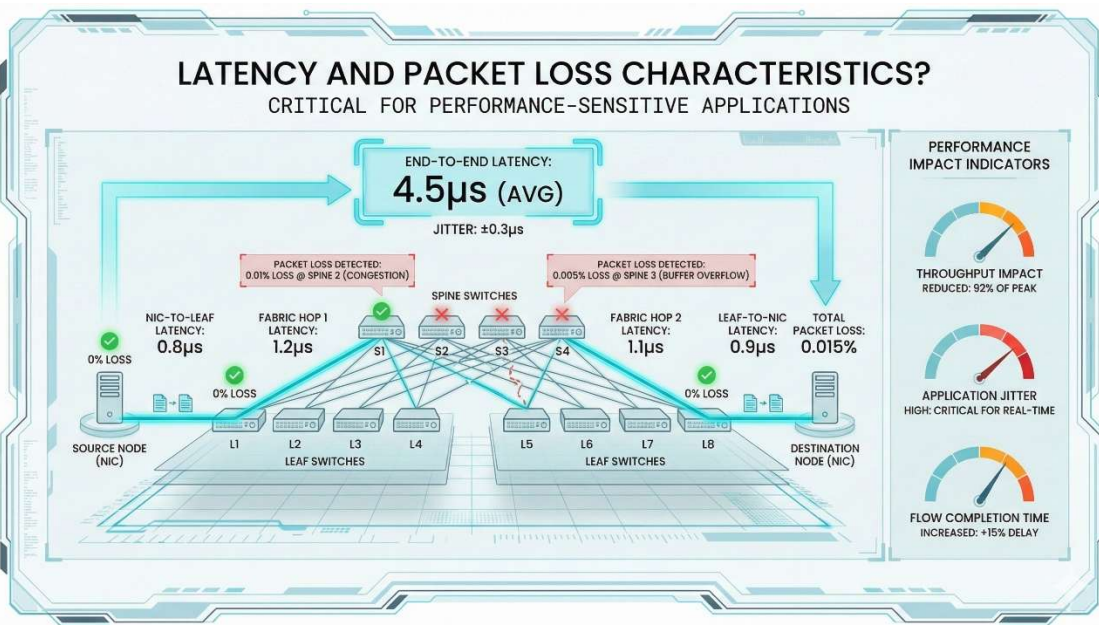 LATENCY AND PACKET LOSS CHARACTERISTICS?
CRITICAL FOR PERFORMANCE-SENSITIVE APPLICATIONS
END-TO-END LATENCY:
4.5µs (AVG)
JITTER: ±0.3µs
PACKET LOSS DETECTED:
0.01% LOSS @ SPINE 2 (CONGESTION)
PACKET LOSS DETECTED:
0.005% LOSS @ SPINE 3 (BUFFER OVERFLOW)
SPINE SWITCHES
0% LOSS
NIC-TO-LEAF
LATENCY:
0.8µs
FABRIC HOP 1
LATENCY:
1.2µs
S1
S2
S3
S4
FABRIC HOP 2
LATENCY:
1.1µs
LEAF-TO-NIC
LATENCY:
0.9µs
TOTAL
PACKET LOSS:
0.015%
0% LOSS
0% LOSS
SOURCE NODE
(NIC)
L1
L2
L3
L4
LEAF SWITCHES
L5
L6
L7
L8
LEAF SWITCHES
DESTINATION
NODE (NIC)
PERFORMANCE
IMPACT INDICATORS
THROUGHPUT IMPACT
REDUCED: 92% OF PEAK
APPLICATION JITTER
HIGH: CRITICAL FOR REAL-TIME
FLOW COMPLETION TIME
INCREASED: +15% DELAY